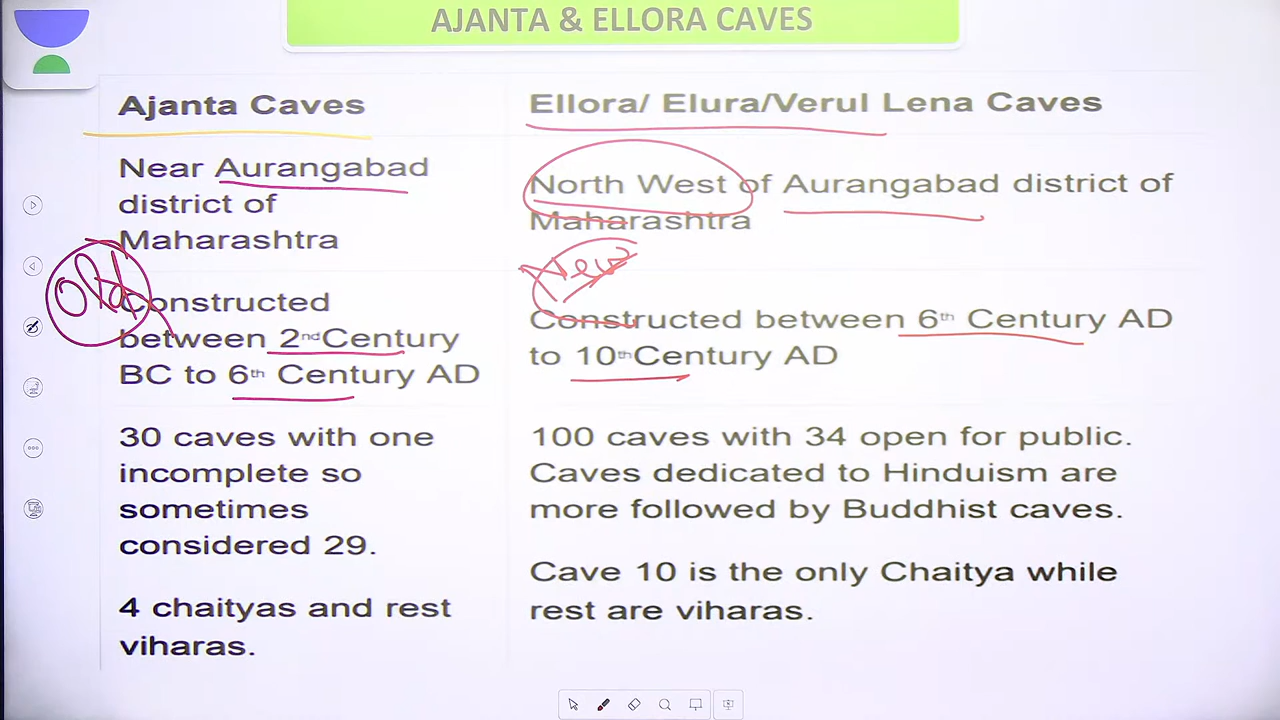 AJANTA & ELLORA CAVES
Ajanta Caves
Ellora/ Elura/Verul Lena Caves
Near Aurangabad
district of
Maharashtra
North West of Aurangabad district of
Maharashtra
Old
Constructed
between 2nd Century
BC to 6th Century AD
New
Constructed between 6th Century AD
to 10th Century AD
30 caves with one
incomplete so
sometimes
considered 29.
100 caves with 34 open for public.
Caves dedicated to Hinduism are
more followed by Buddhist caves.
4 chaityas and rest
viharas.
Cave 10 is the only Chaitya while
rest are viharas.